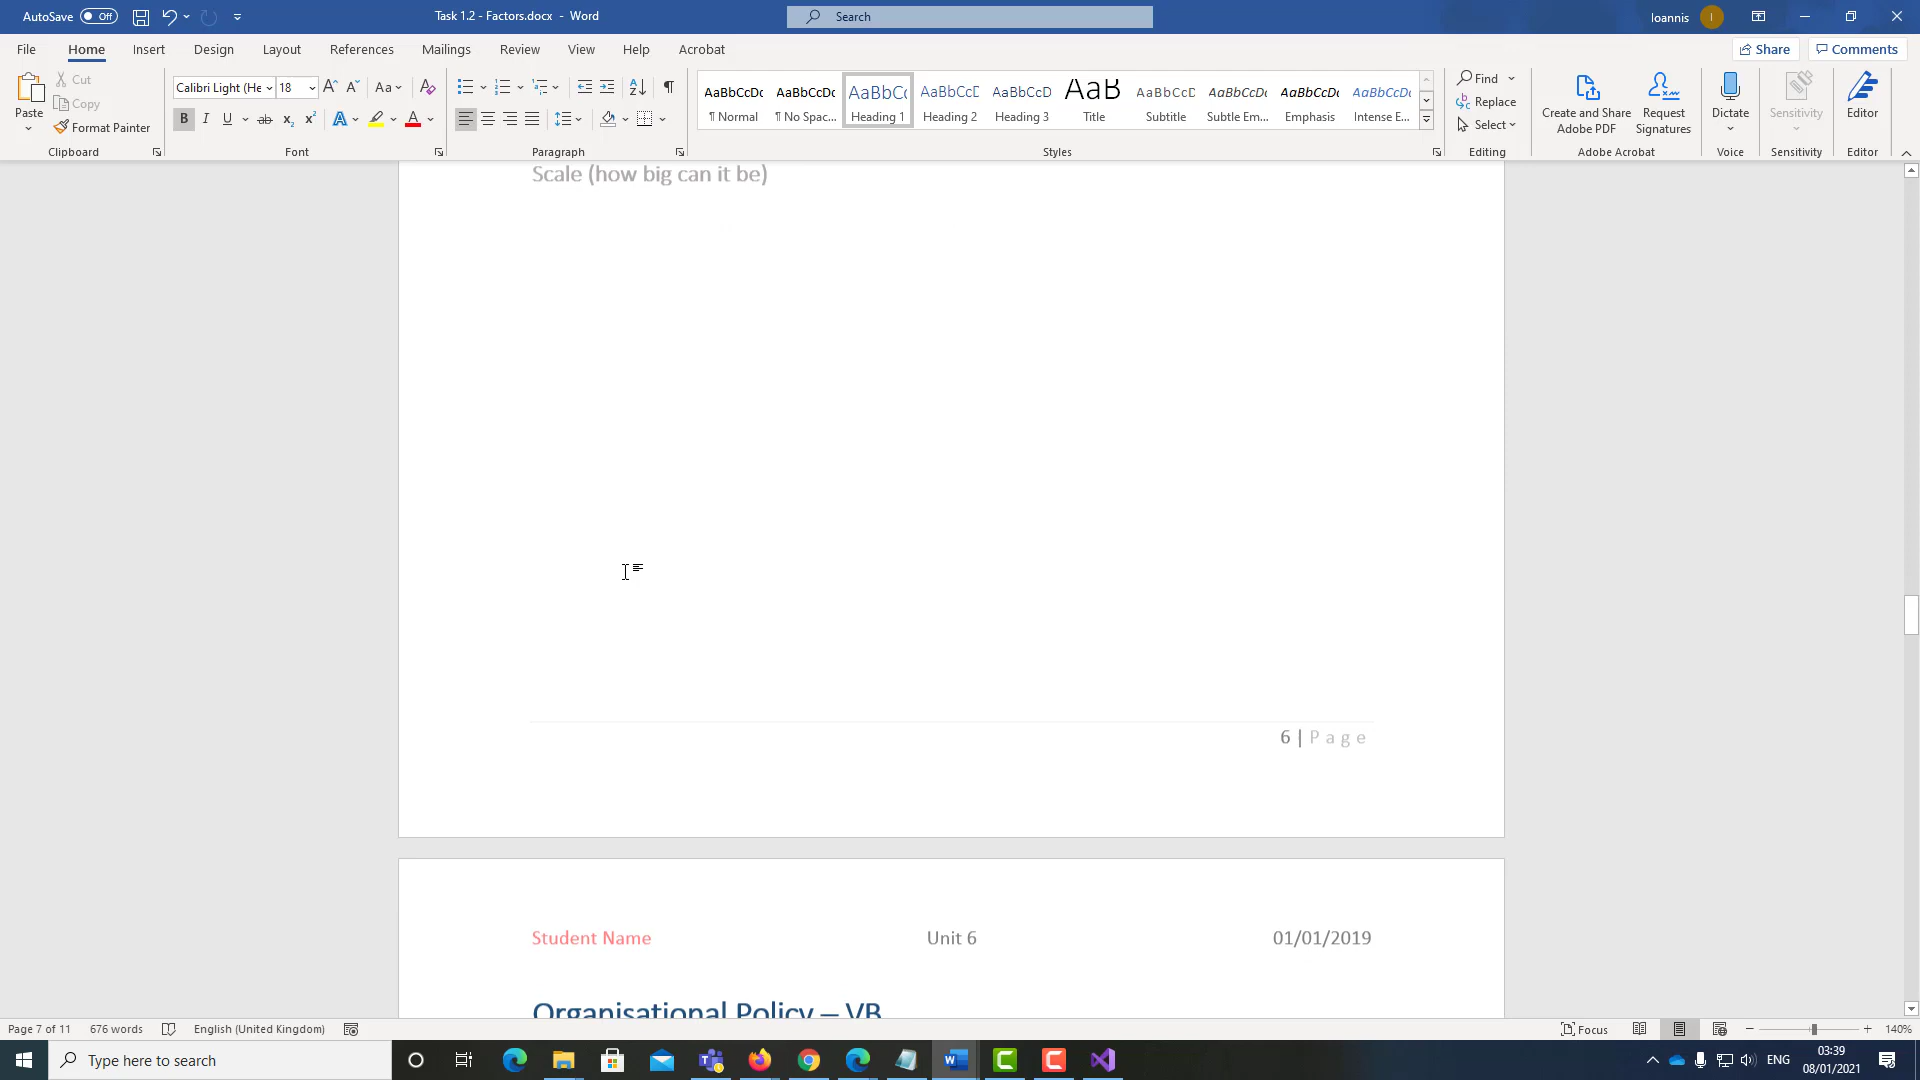 AutoSave Off Task 1.2 - Factors.docx - Word Search Ioannis I
File Home Insert Design Layout References Mailings Review View Help Acrobat Share Comments
Paste Cut Copy Format Painter
Calibri Light (He 18 Aa
B I U ab x₂ x² A A
AaBbCcDc AaBbCcDc AaBbC AaBbCcD AaBbCcD AaB AaBbCcD AaBbCcDc AaBbCcDc AaBbCcDc
¶ Normal ¶ No Spac... Heading 1 Heading 2 Heading 3 Title Subtitle Subtle Em... Emphasis Intense E...
Find
Replace
Select
Create and Share Adobe PDF
Request Signatures
Dictate
Sensitivity
Editor
Clipboard Font Paragraph Styles Editing Adobe Acrobat Voice Sensitivity Editor
Scale (how big can it be)
6 | Page
Student Name Unit 6 01/01/2019
Organisational Policy – VB
Page 7 of 11 676 words English (United Kingdom) Focus 140%
Type here to search ENG 03:39
08/01/2021